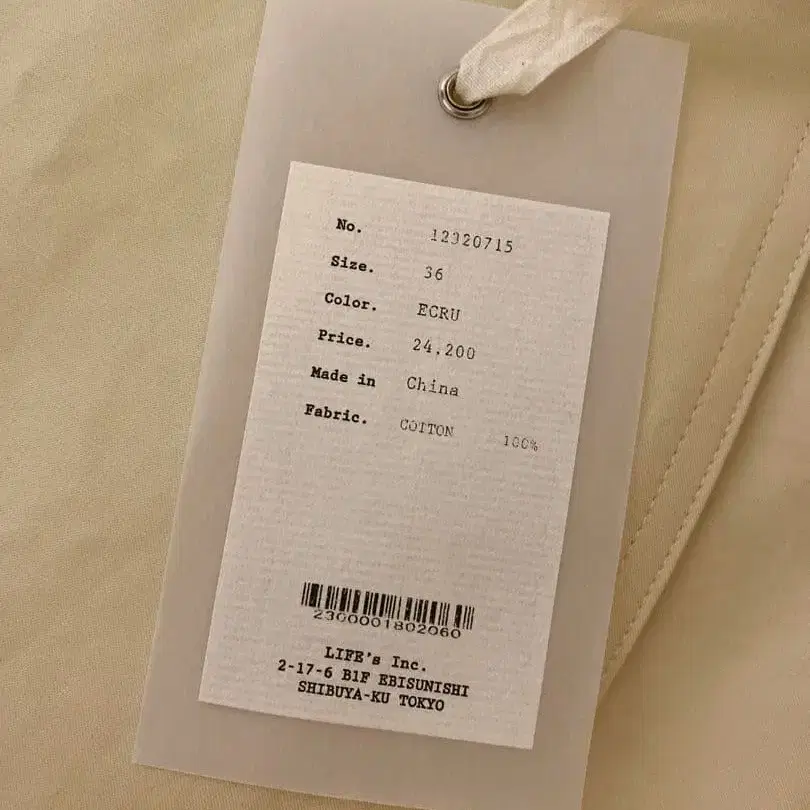 No. 12320715
Size. 36
Color. ECRU
Price. 24,200
Made in China
Fabric. COTTON 100%
2300001802060
LIFE's Inc.
2-17-6 B1F EBISUNISHI
SHIBUYA-KU TOKYO